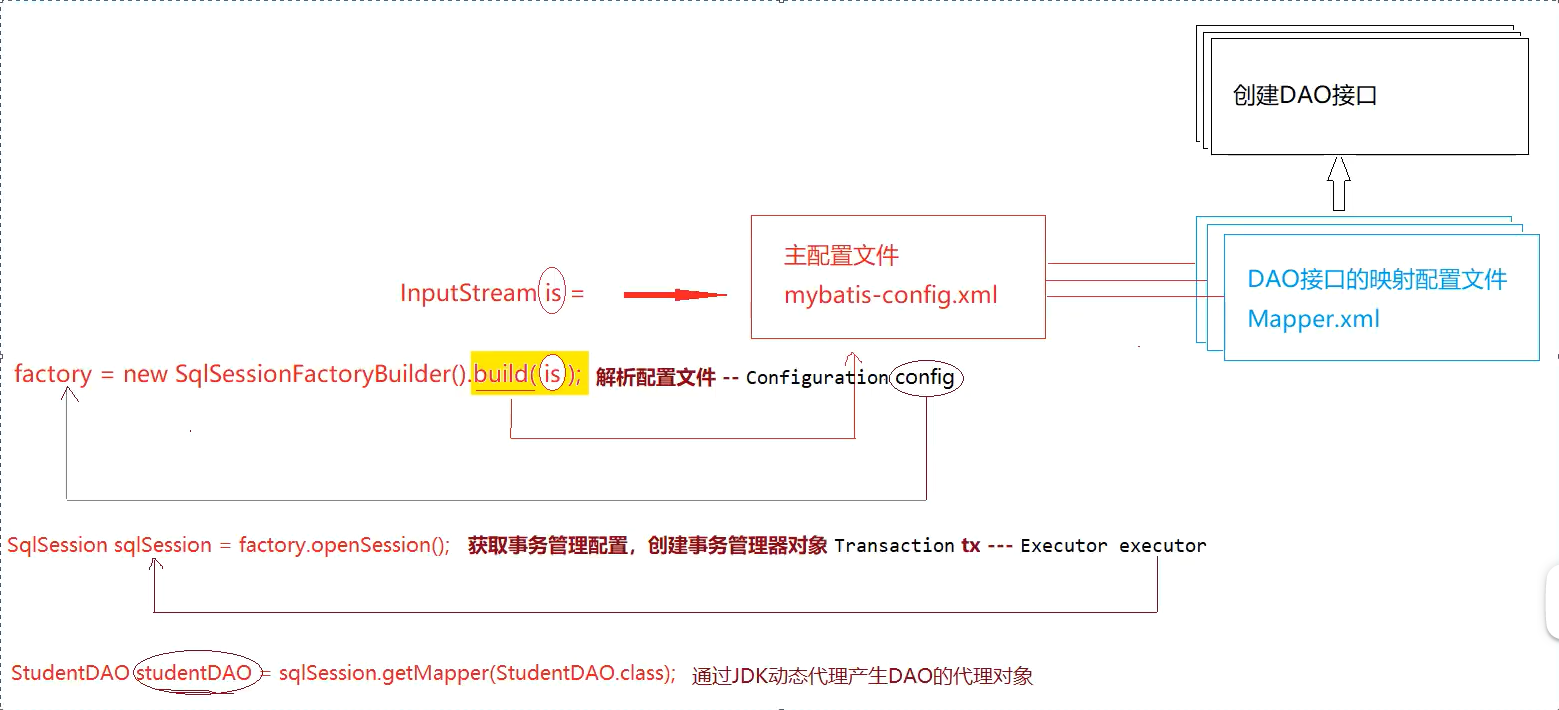 创建DAO接口
主配置文件
mybatis-config.xml
DAO接口的映射配置文件
Mapper.xml
InputStream is =
factory = new SqlSessionFactoryBuilder().build( is ); 解析配置文件 -- Configuration config
SqlSession sqlSession = factory.openSession(); 获取事务管理配置，创建事务管理器对象 Transaction tx --- Executor executor
StudentDAO studentDAO = sqlSession.getMapper(StudentDAO.class); 通过JDK动态代理产生DAO的代理对象